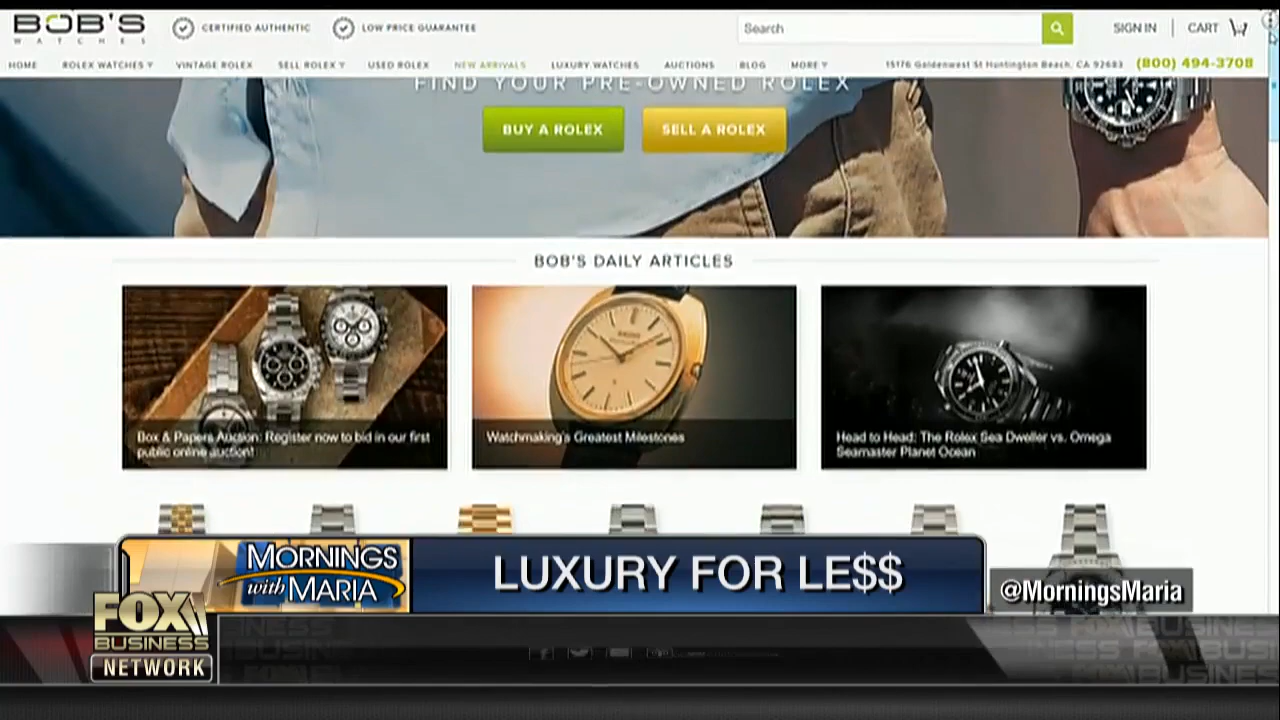 BOB'S
WATCHES
CERTIFIED AUTHENTIC
LOW PRICE GUARANTEE
Search
SIGN IN
CART
HOME
ROLEX WATCHES
VINTAGE ROLEX
SELL ROLEX
USED ROLEX
NEW ARRIVALS
LUXURY WATCHES
AUCTIONS
BLOG
MORE
15176 Goldenwest St Huntington Beach, CA 92683
(800) 494-3708
FIND YOUR PRE-OWNED ROLEX
BUY A ROLEX
SELL A ROLEX
BOB'S DAILY ARTICLES
SEIKO
Box & Papers Auction: Register now to bid in our first
public online auction!
Watchmaking's Greatest Milestones
Head to Head: The Rolex Sea Dweller vs. Omega
Seamaster Planet Ocean
MORNINGS
with MARIA
LUXURY FOR LE$$
@MorningsMaria
FOX
BUSINESS
NETWORK